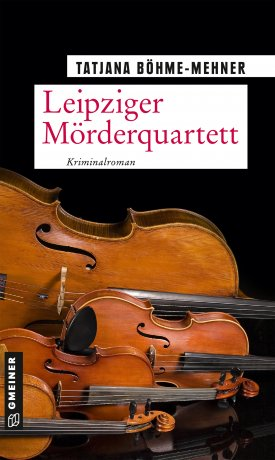 TATJANA BÖHME-MEHNER
Leipziger
Mörderquartett
Kriminalroman
GMEINER